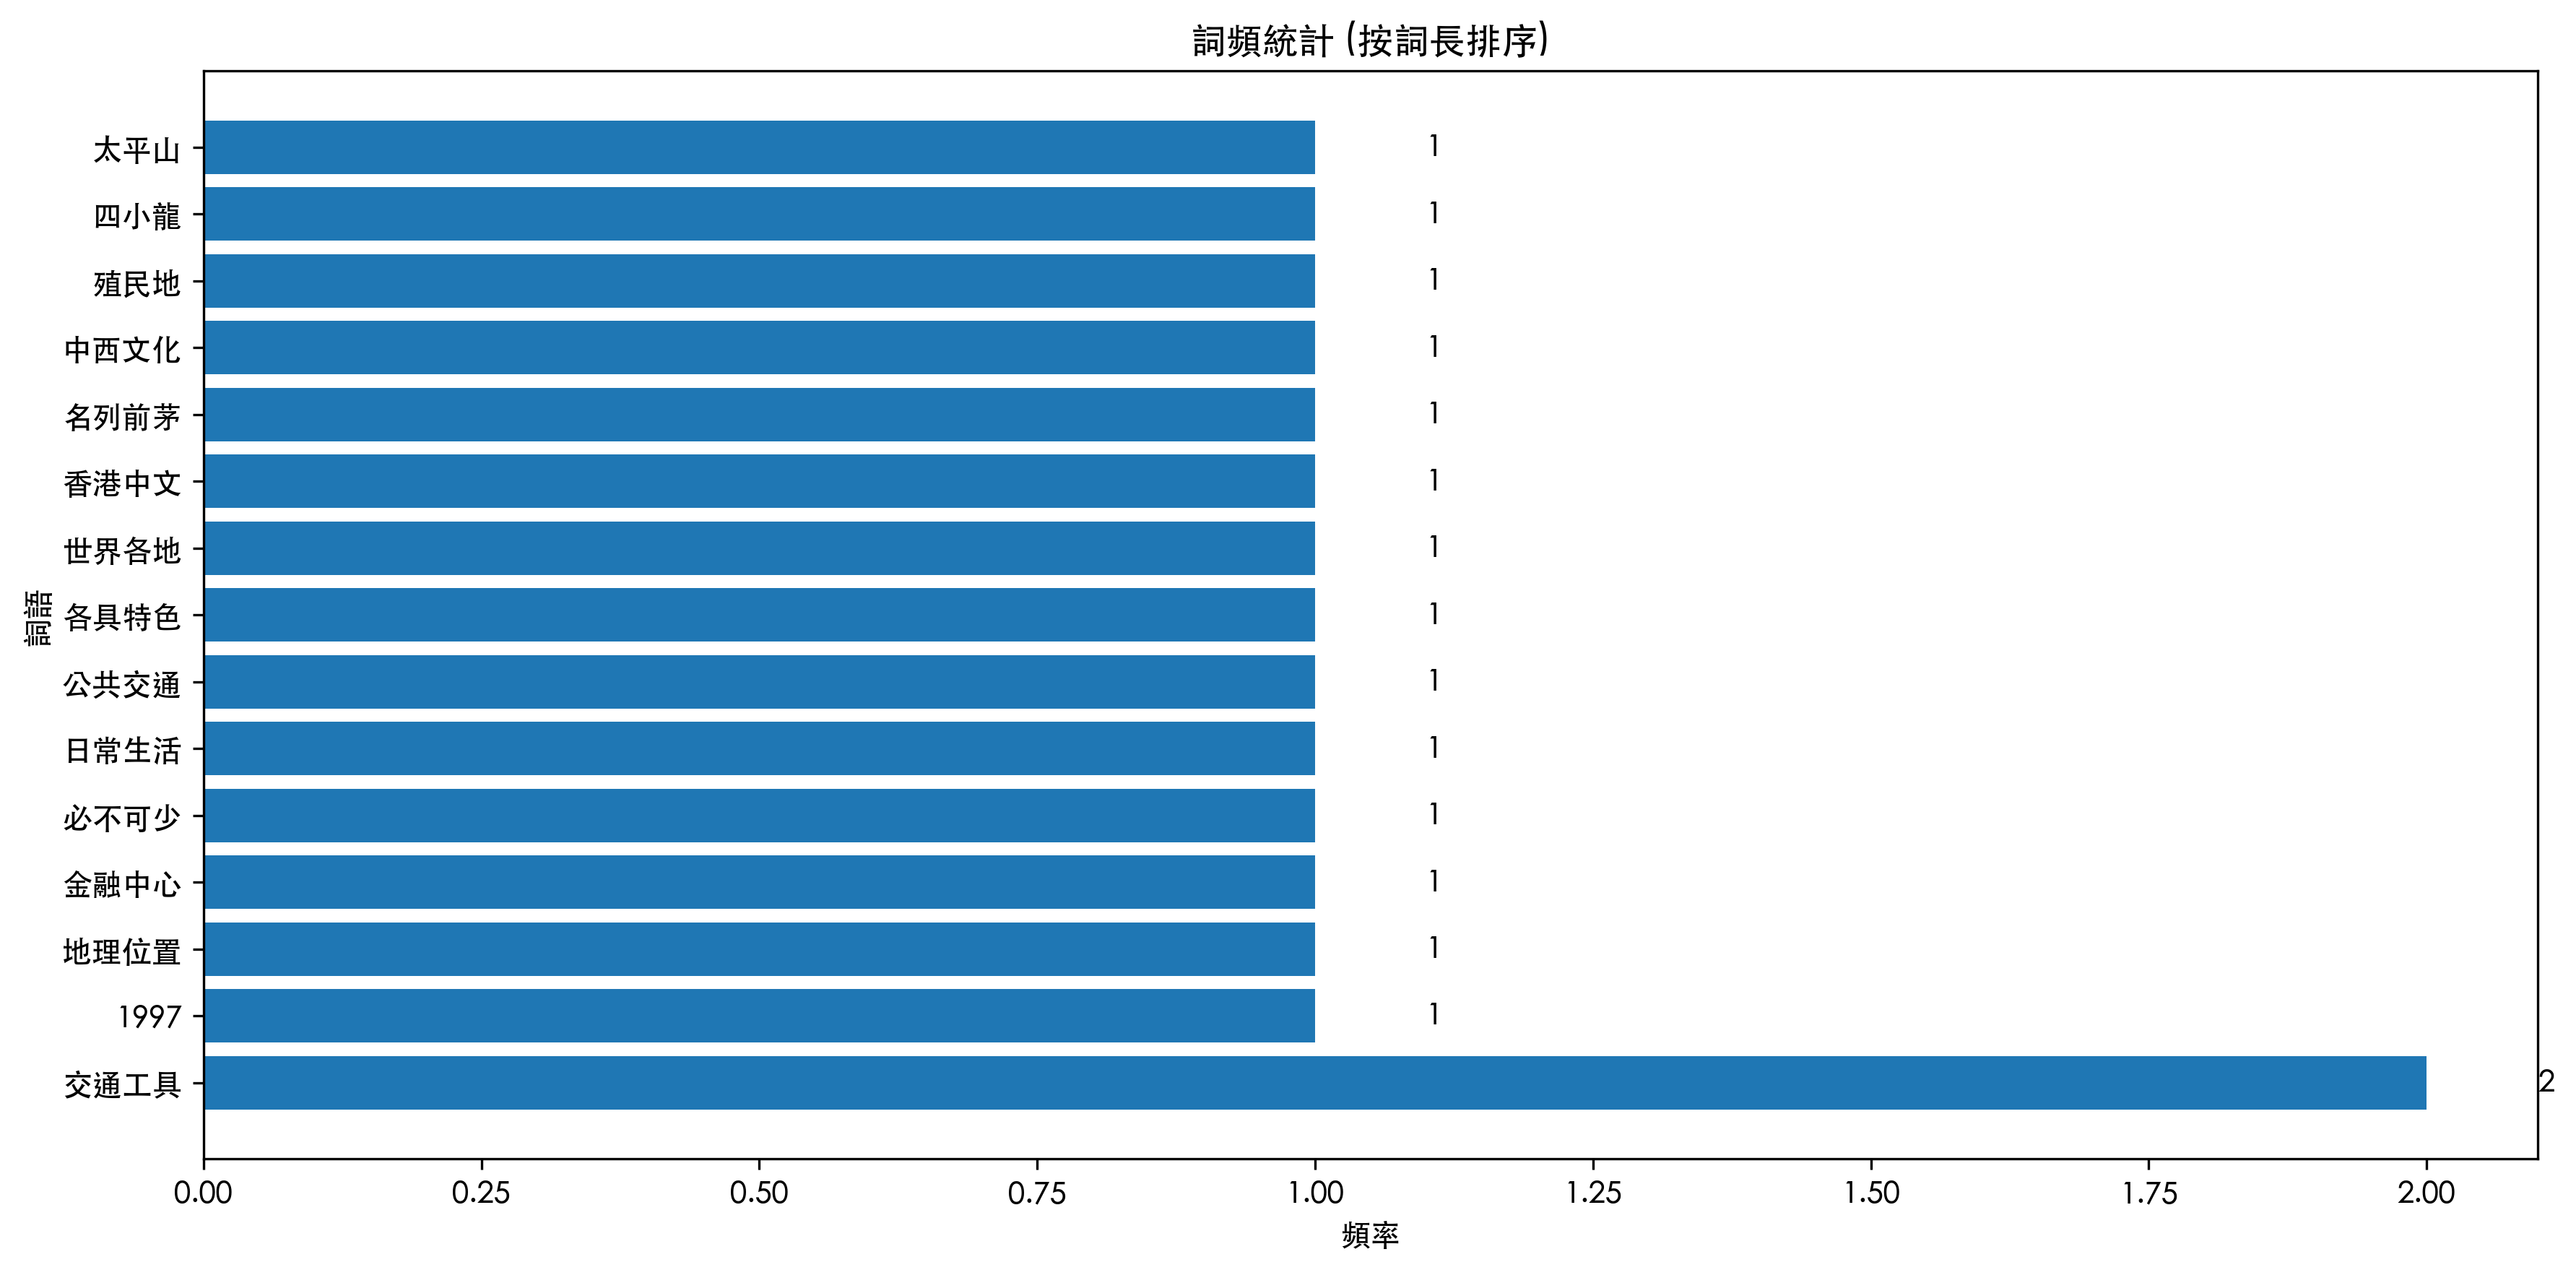 詞頻統計 (按詞長排序)
太平山 1
四小龍 1
殖民地 1
中西文化 1
名列前茅 1
香港中文 1
世界各地 1
各具特色 1
公共交通 1
日常生活 1
必不可少 1
金融中心 1
地理位置 1
1997 1
交通工具 2
詞語
0.00 0.25 0.50 0.75 1.00 1.25 1.50 1.75 2.00
頻率